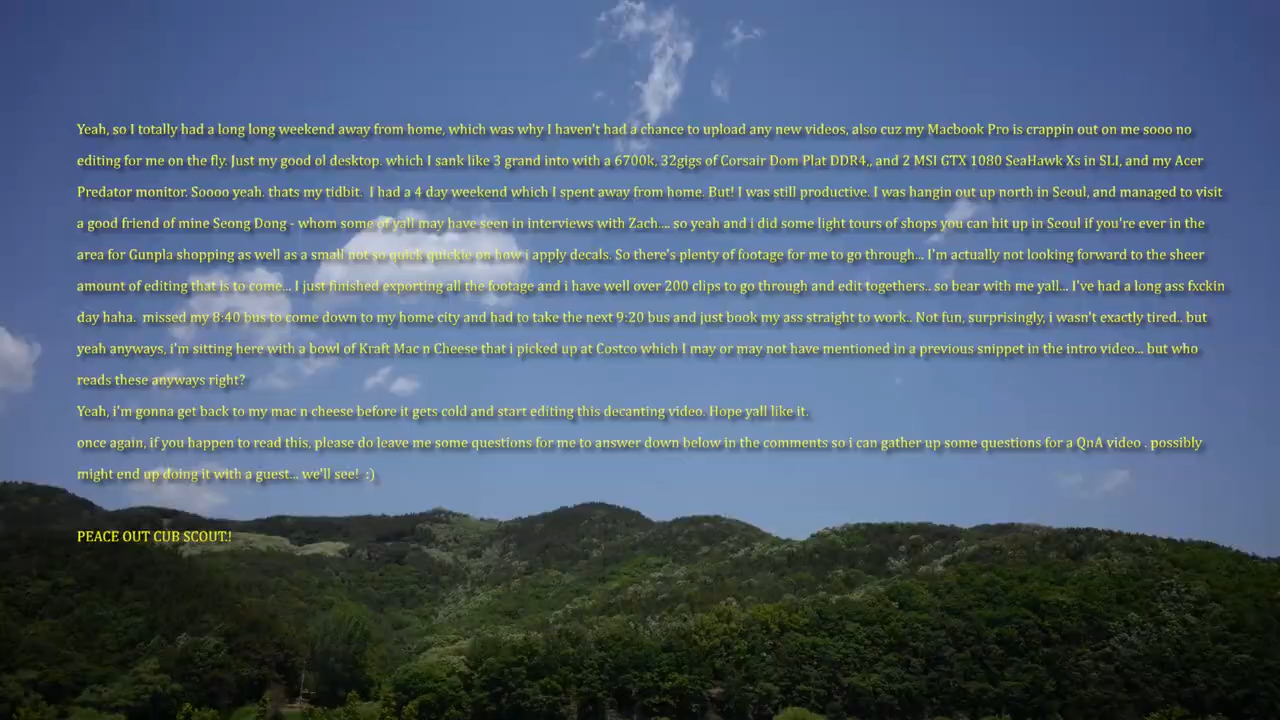 Yeah, so I totally had a long long weekend away from home, which was why I haven't had a chance to upload any new videos, also cuz my Macbook Pro is crappin out on me sooo no
editing for me on the fly. Just my good ol desktop. which I sank like 3 grand into with a 6700k, 32gigs of Corsair Dom Plat DDR4,, and 2 MSI GTX 1080 SeaHawk Xs in SLI, and my Acer
Predator monitor. Soooo yeah. thats my tidbit.  I had a 4 day weekend which I spent away from home. But! I was still productive. I was hangin out up north in Seoul, and managed to visit
a good friend of mine Seong Dong - whom some of yall may have seen in interviews with Zach.... so yeah and i did some light tours of shops you can hit up in Seoul if you're ever in the
area for Gunpla shopping as well as a small not so quick quickie on how i apply decals. So there's plenty of footage for me to go through... I'm actually not looking forward to the sheer
amount of editing that is to come... I just finished exporting all the footage and i have well over 200 clips to go through and edit togethers.. so bear with me yall... I've had a long ass fxckin
day haha.  missed my 8:40 bus to come down to my home city and had to take the next 9:20 bus and just book my ass straight to work.. Not fun, surprisingly, i wasn't exactly tired.. but
yeah anyways, i'm sitting here with a bowl of Kraft Mac n Cheese that i picked up at Costco which I may or may not have mentioned in a previous snippet in the intro video... but who
reads these anyways right?
Yeah, i'm gonna get back to my mac n cheese before it gets cold and start editing this decanting video. Hope yall like it.
once again, if you happen to read this, please do leave me some questions for me to answer down below in the comments so i can gather up some questions for a QnA video . possibly
might end up doing it with a guest... we'll see!  :)
PEACE OUT CUB SCOUT.!